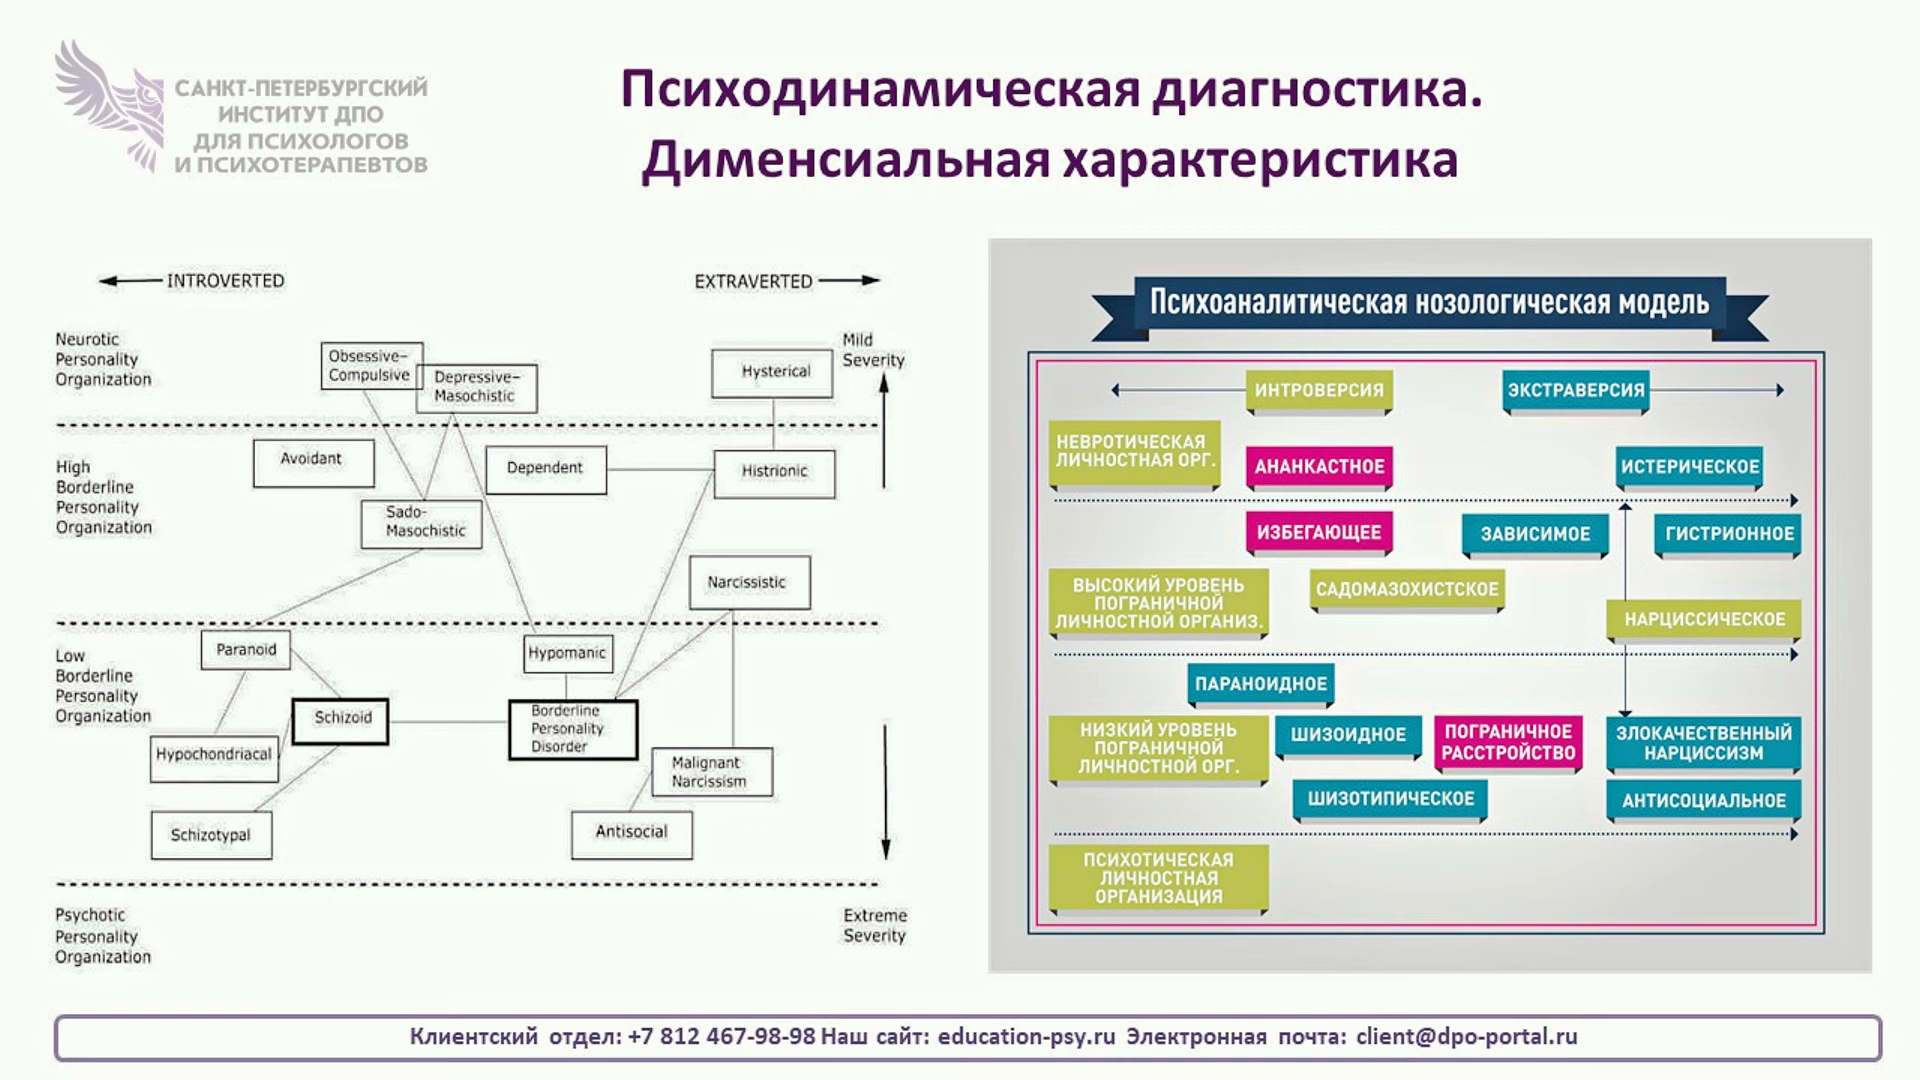 САНКТ-ПЕТЕРБУРГСКИЙ
ИНСТИТУТ ДПО
ДЛЯ ПСИХОЛОГОВ
И ПСИХОТЕРАПЕВТОВ
Психодинамическая диагностика.
Дименсиальная характеристика
INTROVERTED
EXTRAVERTED
Neurotic
Personality
Organization
Mild
Severity
Obsessive–
Compulsive
Depressive–
Masochistic
Hysterical
High
Borderline
Personality
Organization
Avoidant
Dependent
Histrionic
Sado-
Masochistic
Narcissistic
Low
Borderline
Personality
Organization
Paranoid
Hypomanic
Schizoid
Borderline
Personality
Disorder
Hypochondriacal
Malignant
Narcissism
Schizotypal
Antisocial
Psychotic
Personality
Organization
Extreme
Severity
Психоаналитическая нозологическая модель
ИНТРОВЕРСИЯ
ЭКСТРАВЕРСИЯ
НЕВРОТИЧЕСКАЯ
ЛИЧНОСТНАЯ ОРГ.
АНАНКАСТНОЕ
ИСТЕРИЧЕСКОЕ
ИЗБЕГАЮЩЕЕ
ЗАВИСИМОЕ
ГИСТРИОННОЕ
ВЫСОКИЙ УРОВЕНЬ
ПОГРАНИЧНОЙ
ЛИЧНОСТНОЙ ОРГАНИЗ.
САДОМАЗОХИСТСКОЕ
НАРЦИССИЧЕСКОЕ
ПАРАНОИДНОЕ
НИЗКИЙ УРОВЕНЬ
ПОГРАНИЧНОЙ
ЛИЧНОСТНОЙ ОРГ.
ШИЗОИДНОЕ
ПОГРАНИЧНОЕ
РАССТРОЙСТВО
ЗЛОКАЧЕСТВЕННЫЙ
НАРЦИССИЗМ
ШИЗОТИПИЧЕСКОЕ
АНТИСОЦИАЛЬНОЕ
ПСИХОТИЧЕСКАЯ
ЛИЧНОСТНАЯ
ОРГАНИЗАЦИЯ
Клиентский отдел: +7 812 467-98-98 Наш сайт: education-psy.ru Электронная почта: client@dpo-portal.ru